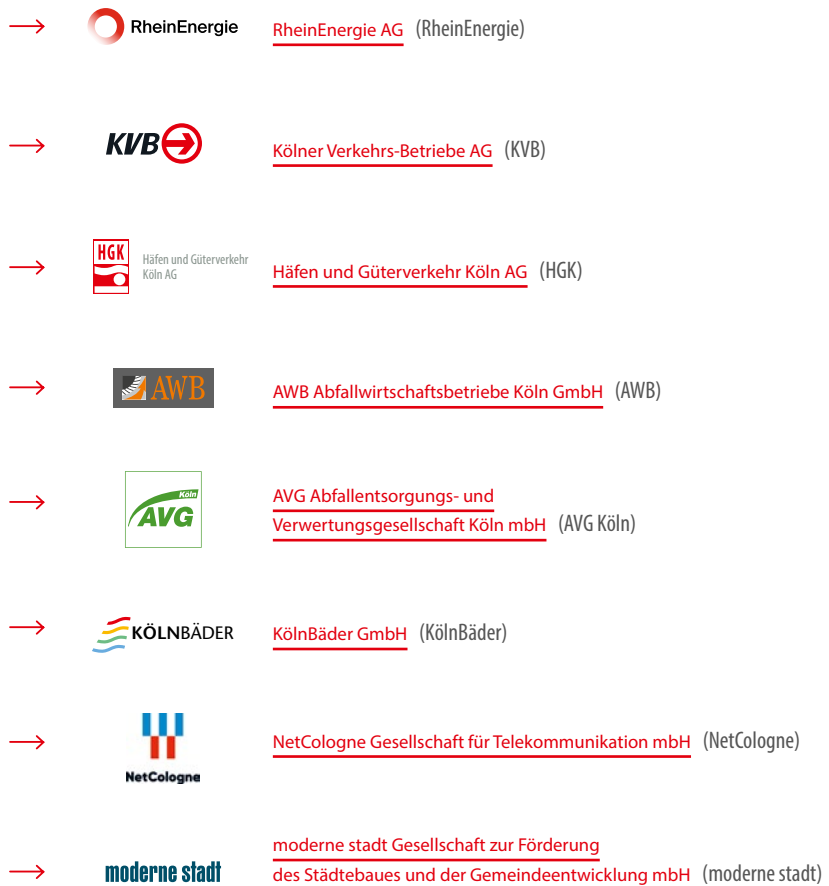 RheinEnergie RheinEnergie AG (RheinEnergie)
KVB Kölner Verkehrs-Betriebe AG (KVB)
HGK Häfen und Güterverkehr
Köln AG
Häfen und Güterverkehr Köln AG (HGK)
AWB AWB Abfallwirtschaftsbetriebe Köln GmbH (AWB)
Köln
AVG
AVG Abfallentsorgungs- und
Verwertungsgesellschaft Köln mbH (AVG Köln)
KÖLNBÄDER KölnBäder GmbH (KölnBäder)
NetCologne
NetCologne Gesellschaft für Telekommunikation mbH (NetCologne)
moderne stadt
moderne stadt Gesellschaft zur Förderung
des Städtebaues und der Gemeindeentwicklung mbH (moderne stadt)